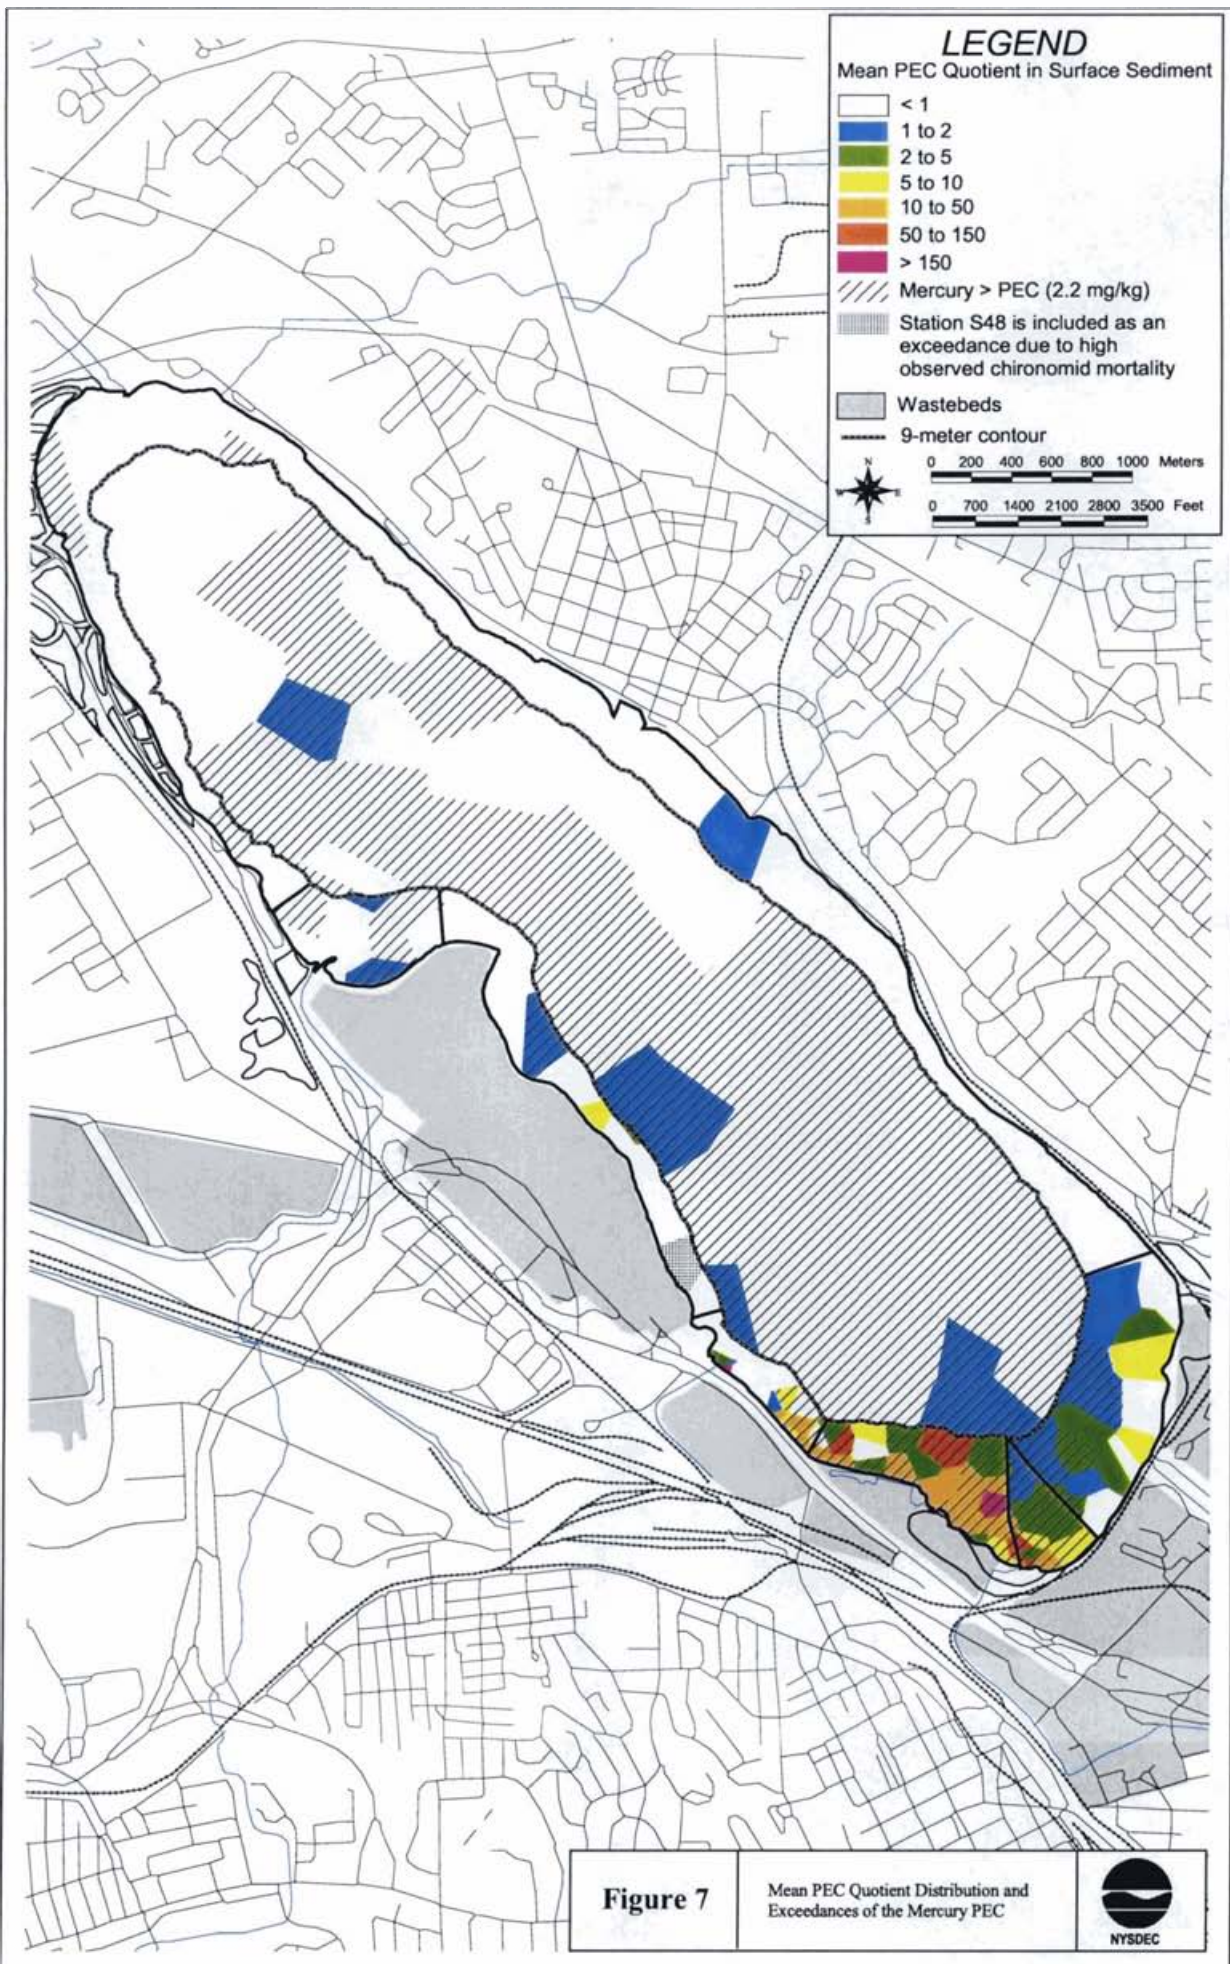 LEGEND
Mean PEC Quotient in Surface Sediment
< 1
1 to 2
2 to 5
5 to 10
10 to 50
50 to 150
> 150
Mercury > PEC (2.2 mg/kg)
Station S48 is included as an
exceedance due to high
observed chironomid mortality
Wastebeds
9-meter contour
N
W E
S
0 200 400 600 800 1000 Meters
0 700 1400 2100 2800 3500 Feet
Figure 7
Mean PEC Quotient Distribution and
Exceedances of the Mercury PEC
NYSDEC